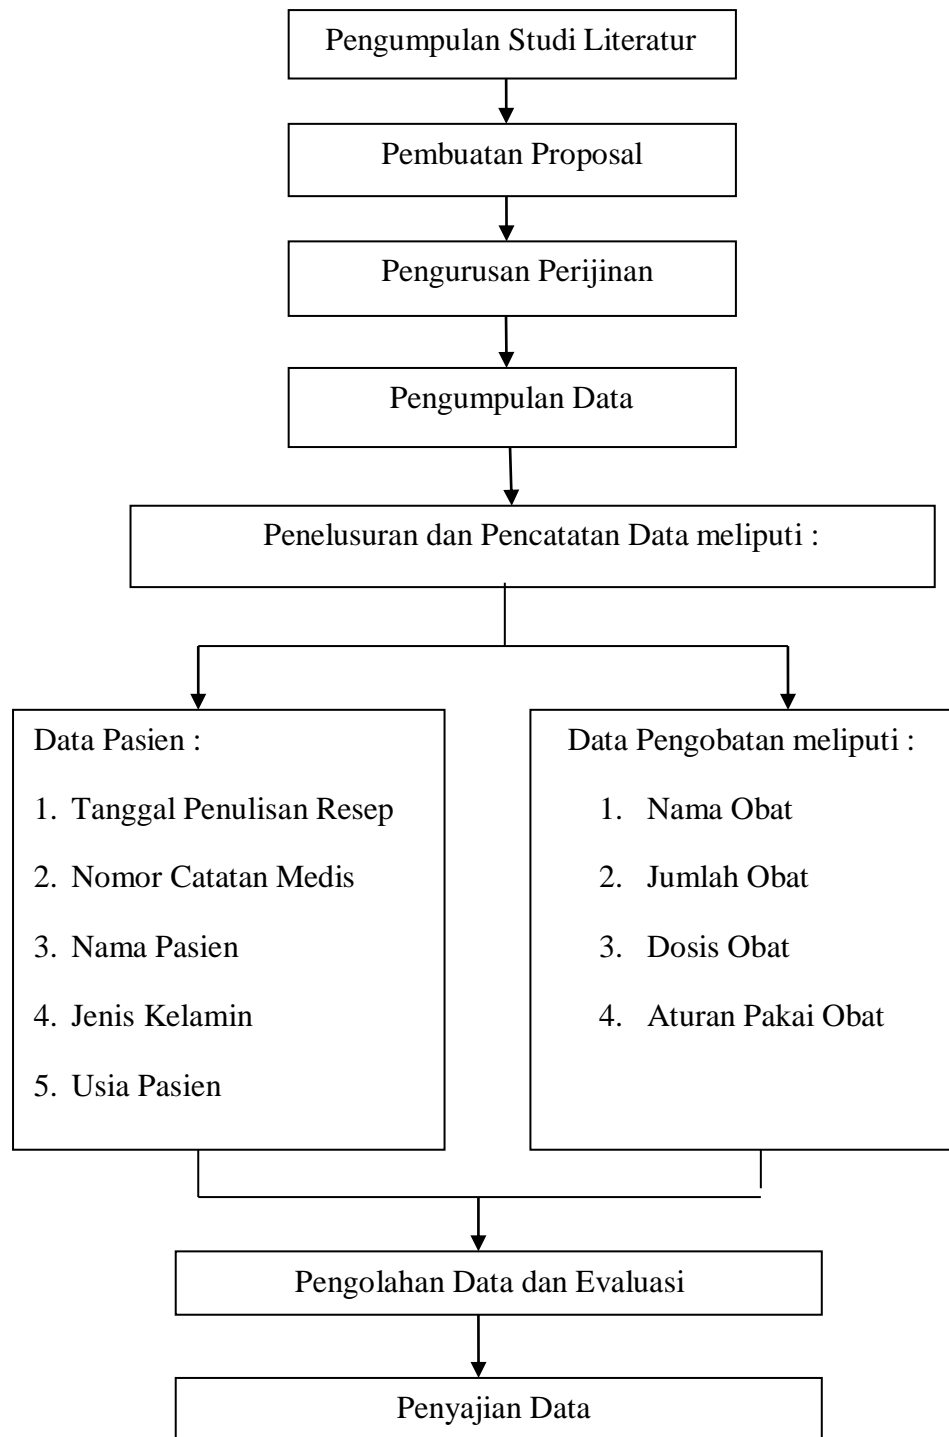 Pengumpulan Studi Literatur
Pembuatan Proposal
Pengurusan Perijinan
Pengumpulan Data
Penelusuran dan Pencatatan Data meliputi :
Data Pasien :
1. Tanggal Penulisan Resep
2. Nomor Catatan Medis
3. Nama Pasien
4. Jenis Kelamin
5. Usia Pasien
Data Pengobatan meliputi :
1. Nama Obat
2. Jumlah Obat
3. Dosis Obat
4. Aturan Pakai Obat
Pengolahan Data dan Evaluasi
Penyajian Data